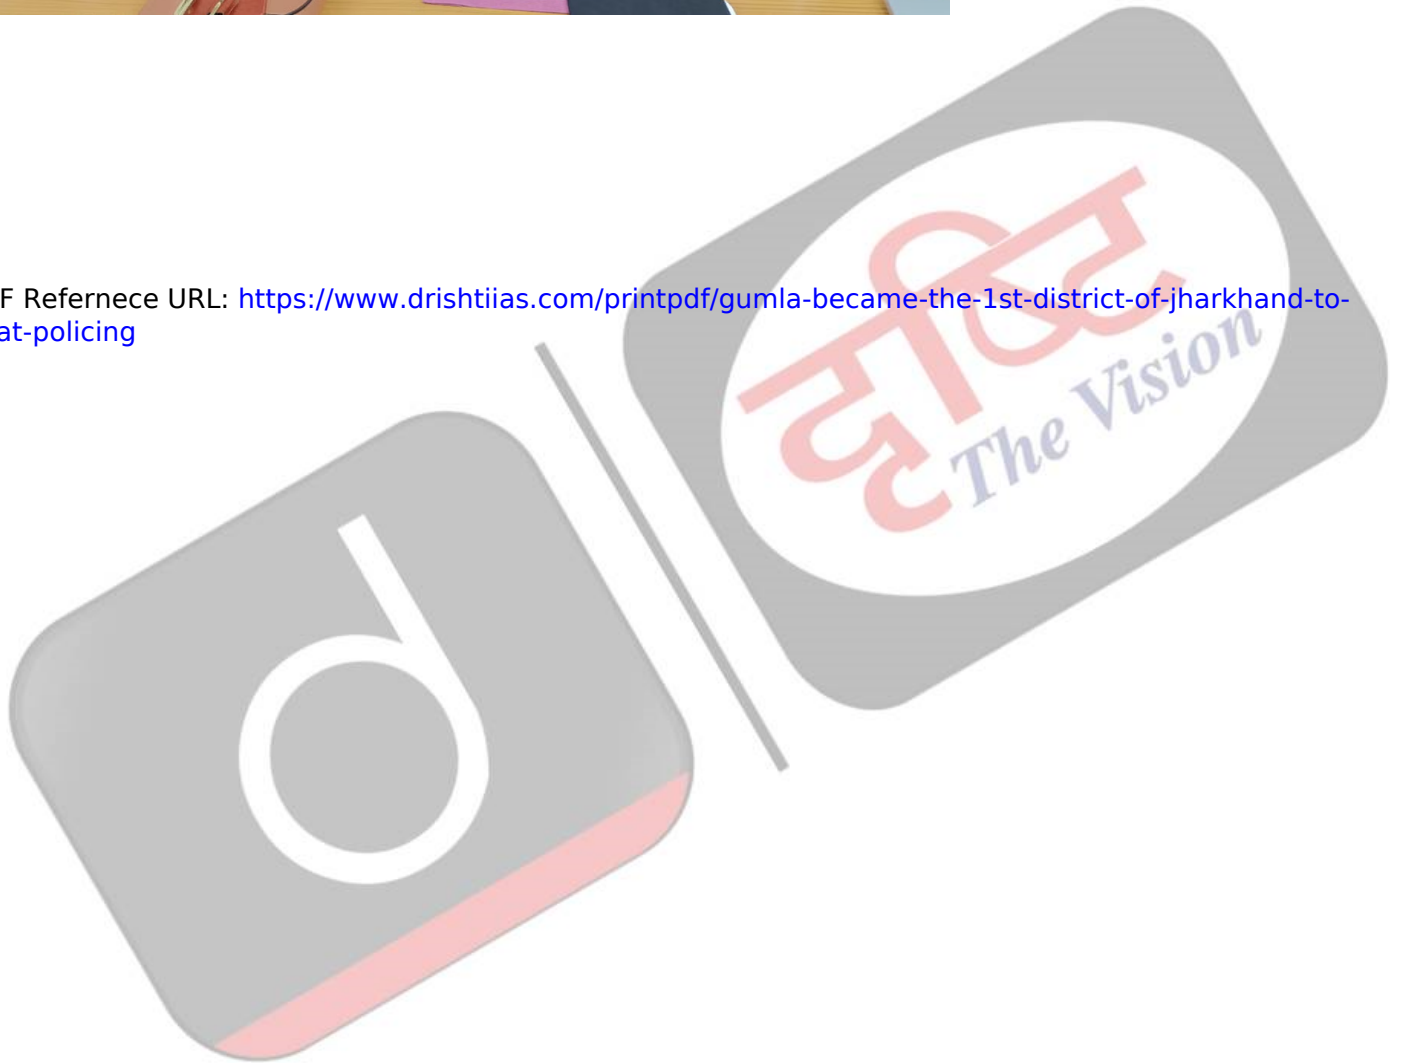 F Refernece URL: https://www.drishtiias.com/printpdf/gumla-became-the-1st-district-of-jharkhand-to-
at-policing
दृष्टि
The Vision
d